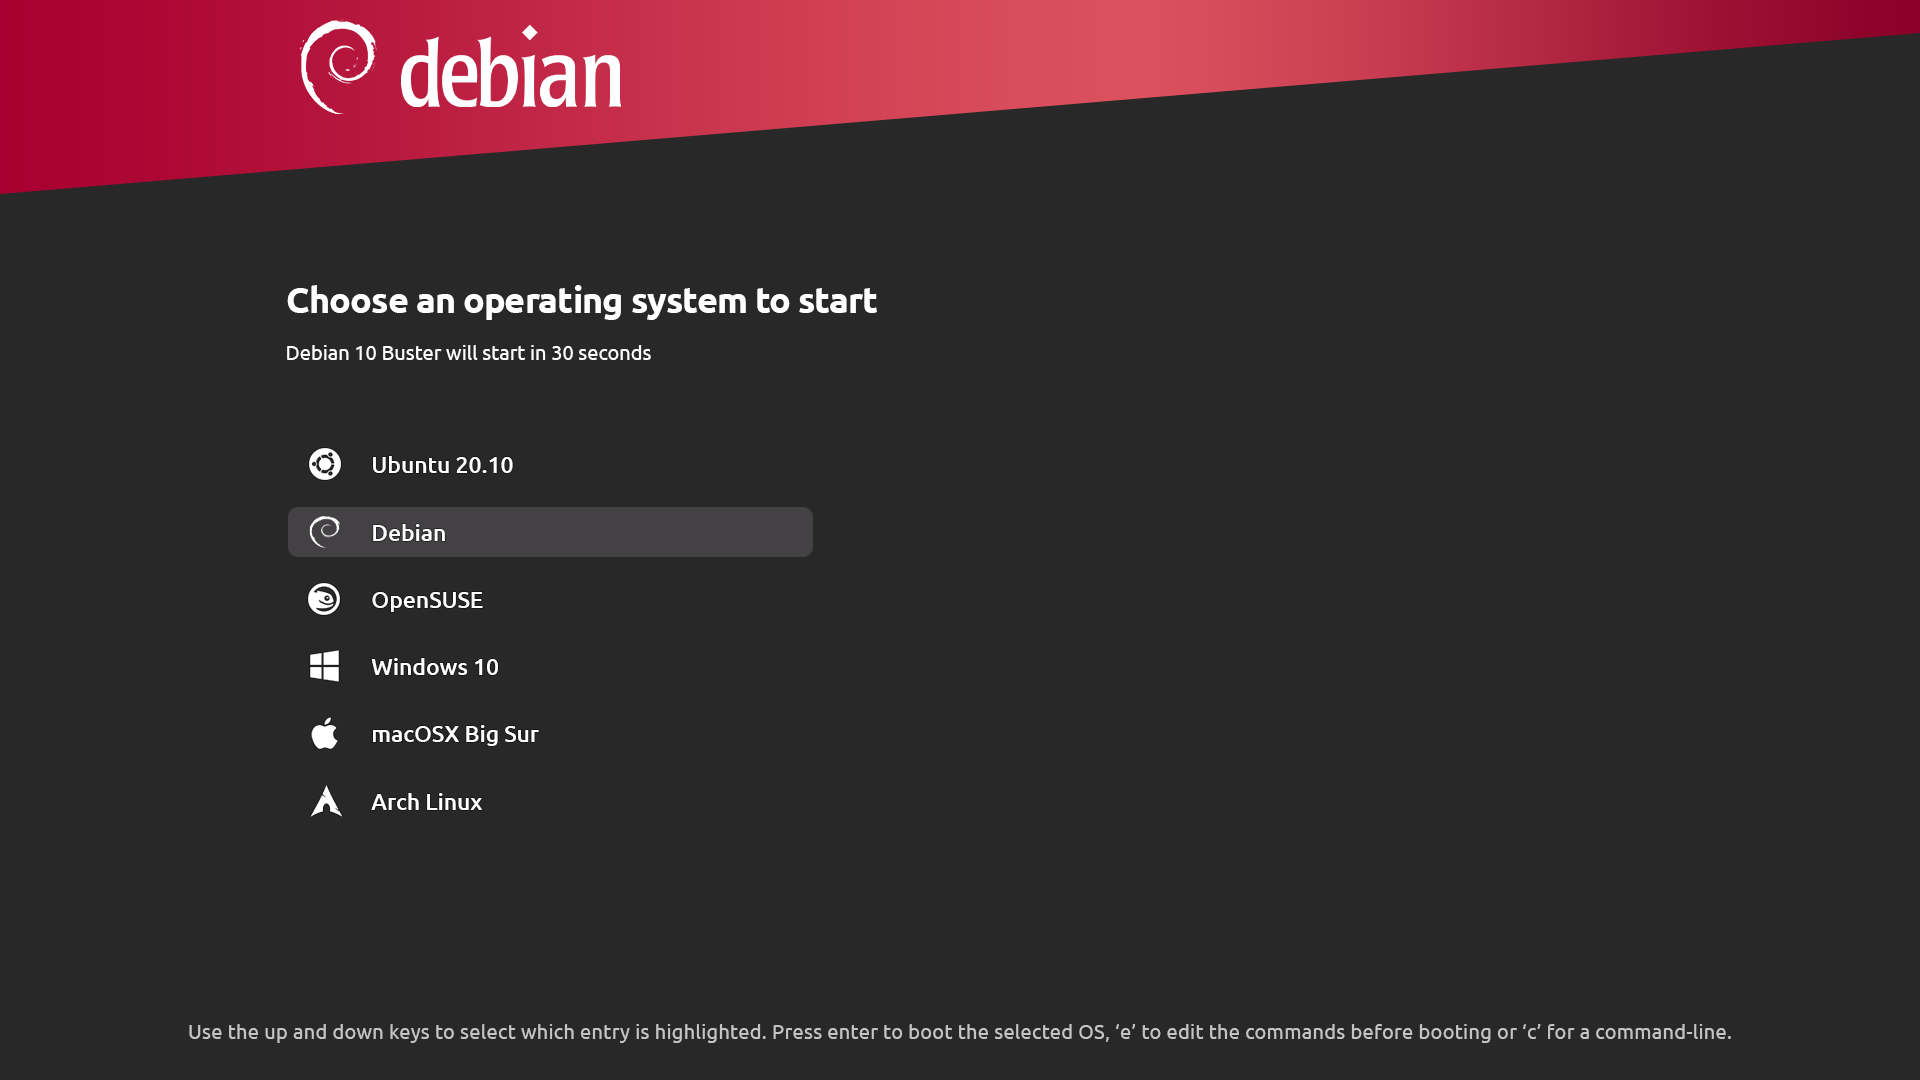 debian
Choose an operating system to start
Debian 10 Buster will start in 30 seconds
Ubuntu 20.10
Debian
OpenSUSE
Windows 10
macOSX Big Sur
Arch Linux
Use the up and down keys to select which entry is highlighted. Press enter to boot the selected OS, ‘e’ to edit the commands before booting or ‘c’ for a command-line.